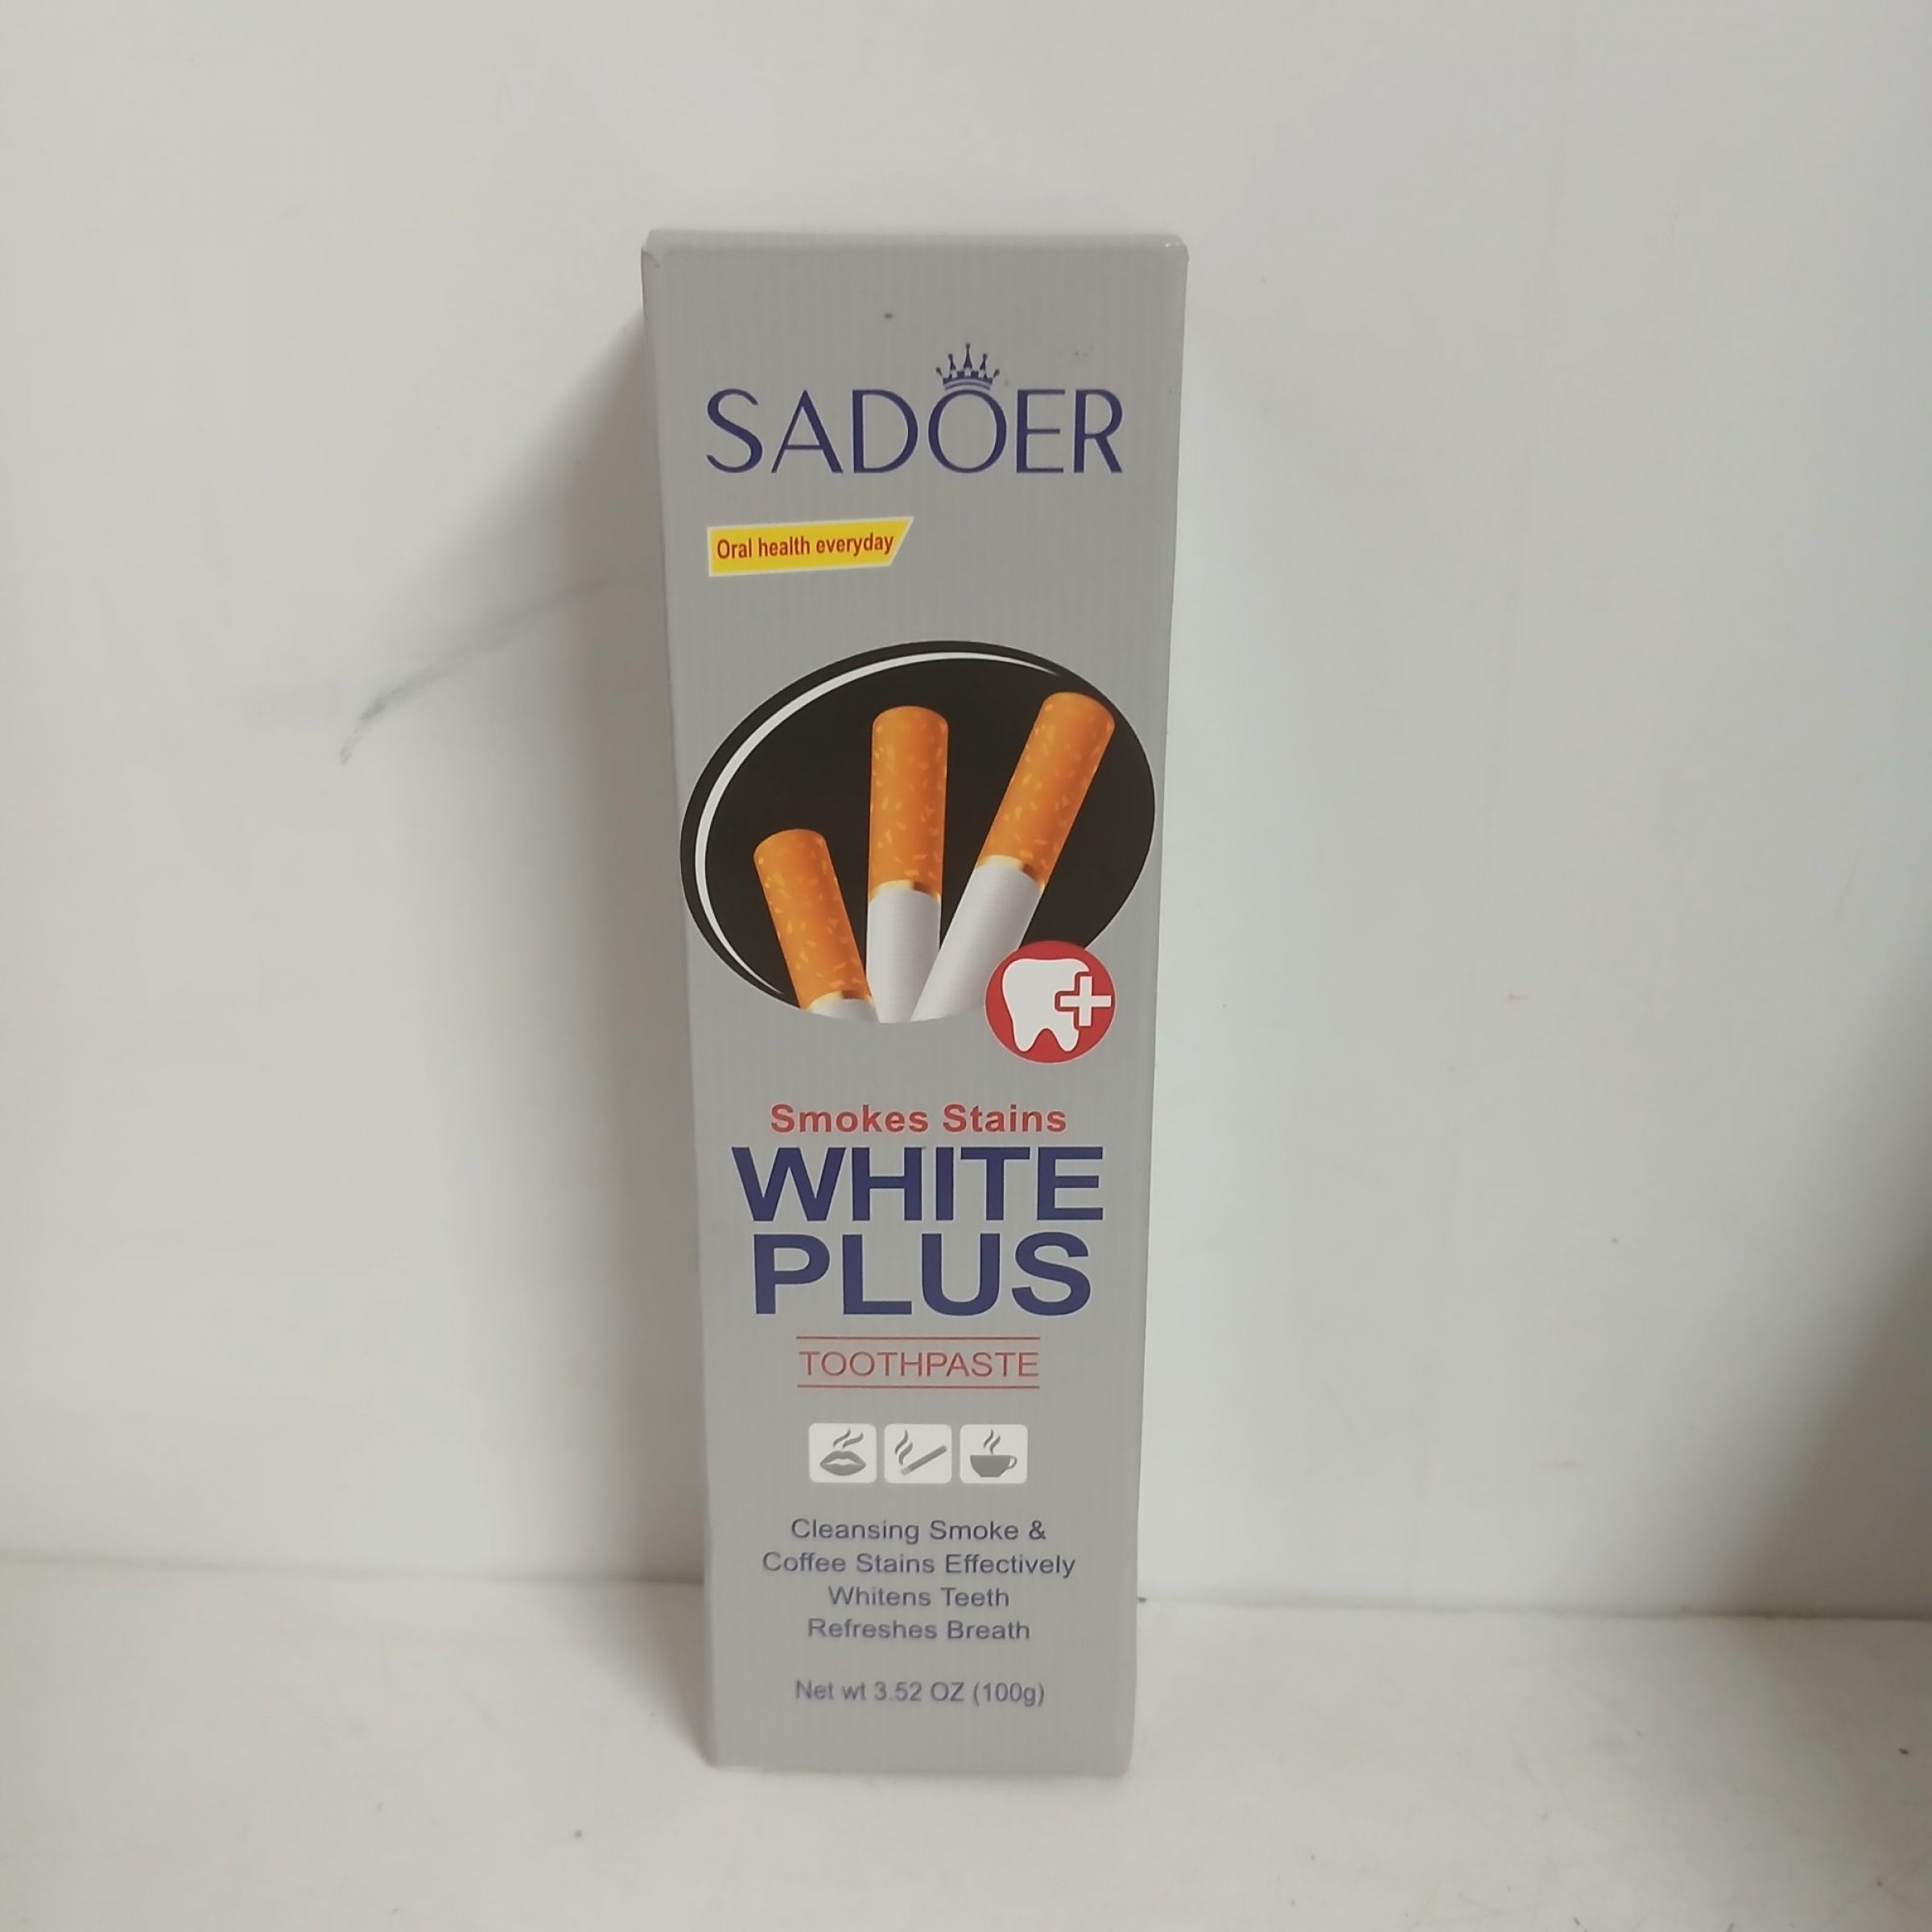 SADOER
Oral health everyday
Smokes Stains
WHITE
PLUS
TOOTHPASTE
Cleansing Smoke &
Coffee Stains Effectively
Whitens Teeth
Refreshes Breath
Net wt 3.52 OZ (100g)